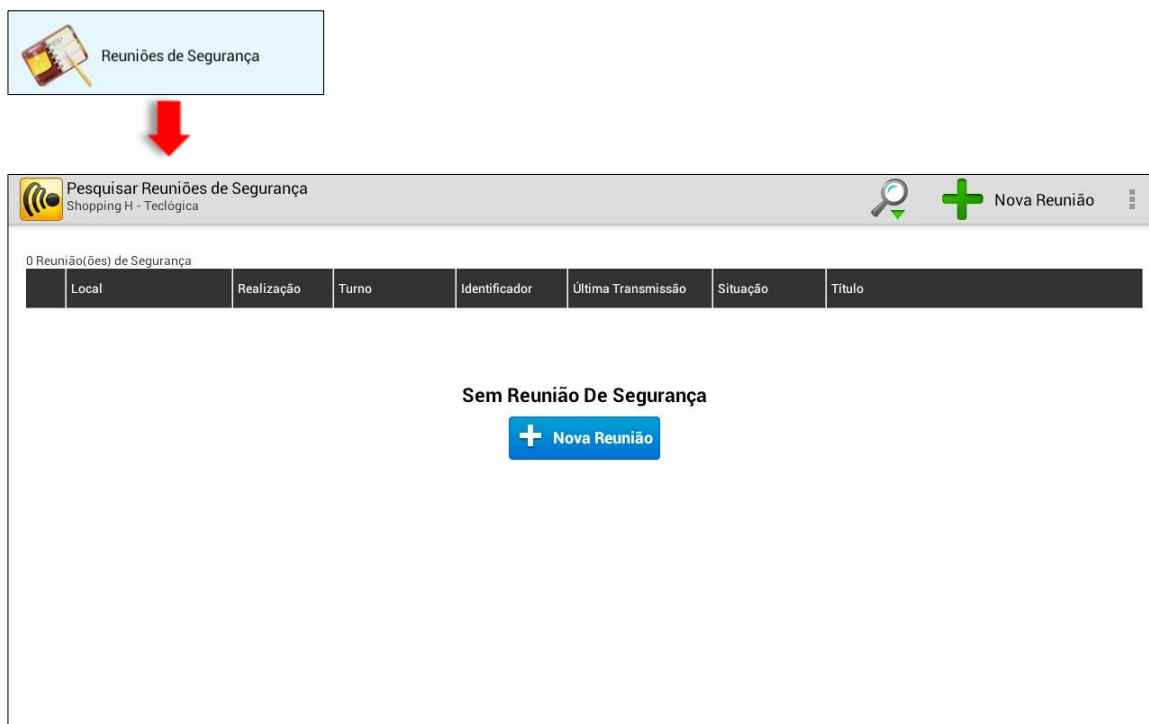 Reuniões de Segurança
Pesquisar Reuniões de Segurança
Shopping H - Teclógica
Nova Reunião
0 Reunião(ões) de Segurança
Local Realização Turno Identificador Última Transmissão Situação Título
Sem Reunião De Segurança
Nova Reunião